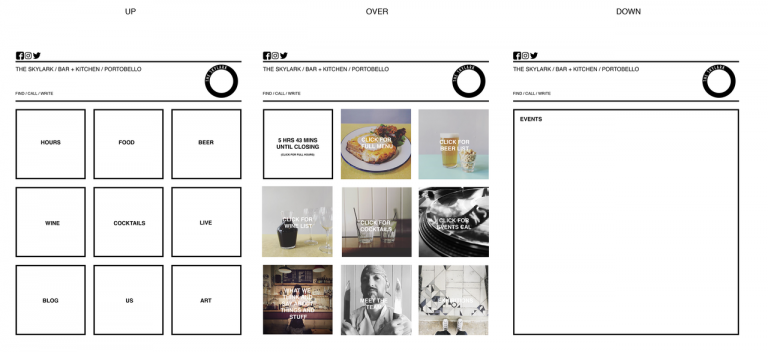 UP
OVER
DOWN
THE SKYLARK / BAR + KITCHEN / PORTOBELLO
THE SKYLARK
FIND / CALL / WRITE
HOURS
FOOD
BEER
WINE
COCKTAILS
LIVE
BLOG
US
ART
THE SKYLARK / BAR + KITCHEN / PORTOBELLO
THE SKYLARK
FIND / CALL / WRITE
5 HRS 43 MINS
UNTIL CLOSING
(CLICK FOR FULL HOURS)
CLICK FOR
FULL MENU
CLICK FOR
BEER LIST
CLICK FOR
WINE LIST
CLICK FOR
COCKTAILS
CLICK FOR
EVENTS CAL
WHAT WE
THINGS AND
STUFF
MEET THE
TEAM
THE SKYLARK / BAR + KITCHEN / PORTOBELLO
THE SKYLARK
FIND / CALL / WRITE
EVENTS